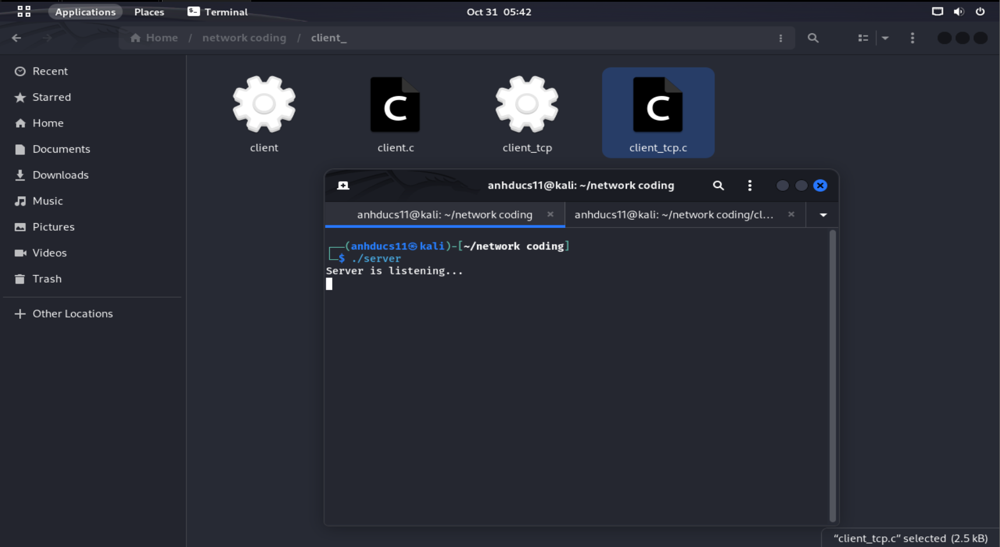 Applications Places Terminal Oct 31 05:42
Home / network coding / client_
Recent
Starred
Home
Documents
Downloads
Music
Pictures
Videos
Trash
Other Locations
client
C
client.c
client_tcp
C
client_tcp.c
anhducs11@kali: ~/network coding
anhducs11@kali: ~/network coding
anhducs11@kali: ~/network coding/cl...
(anhducs11㉿kali)-[~/network coding]
$ ./server
Server is listening...
“client_tcp.c” selected (2.5 kB)